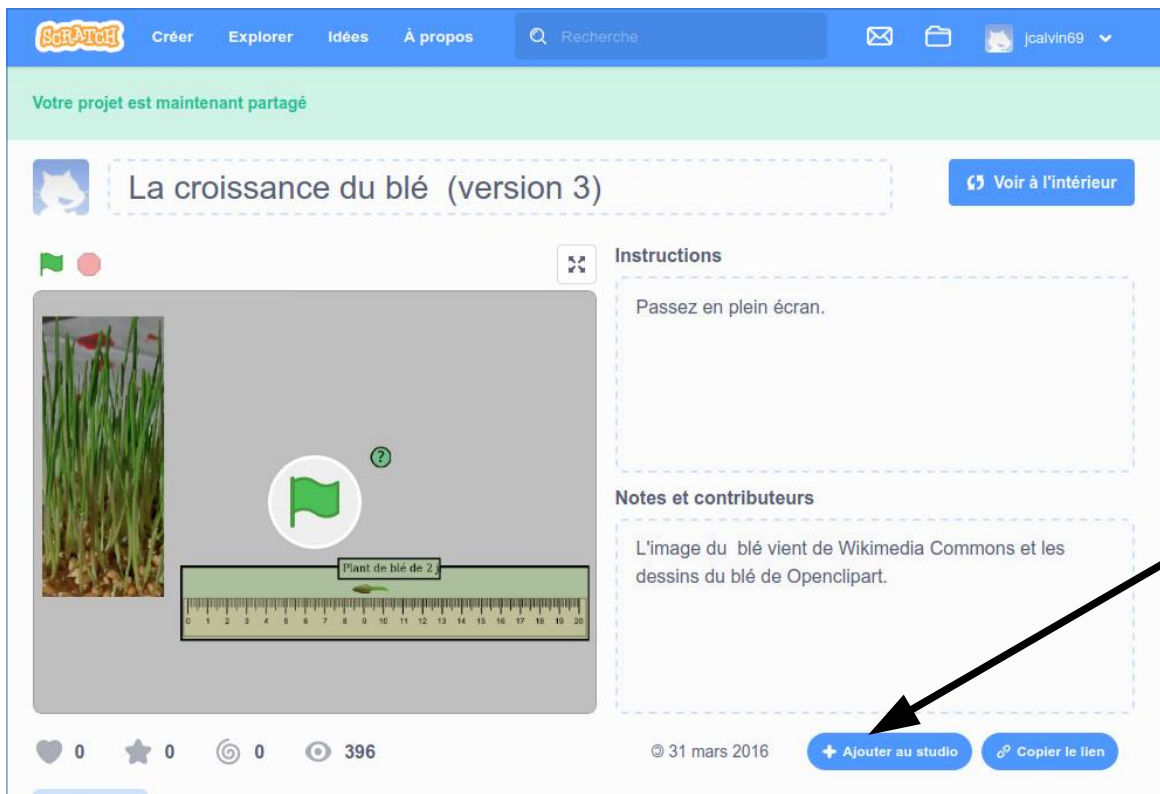 SCRATCH Créer Explorer Idées À propos Recherche jcalvin69
Votre projet est maintenant partagé
La croissance du blé (version 3)
Voir à l'intérieur
Instructions
Passez en plein écran.
?
Plant de blé de 2 j
0 1 2 3 4 5 6 7 8 9 10 11 12 13 14 15 16 17 18 19 20
Notes et contributeurs
L'image du blé vient de Wikimedia Commons et les
dessins du blé de Openclipart.
0 0 0 396
© 31 mars 2016
Ajouter au studio
Copier le lien